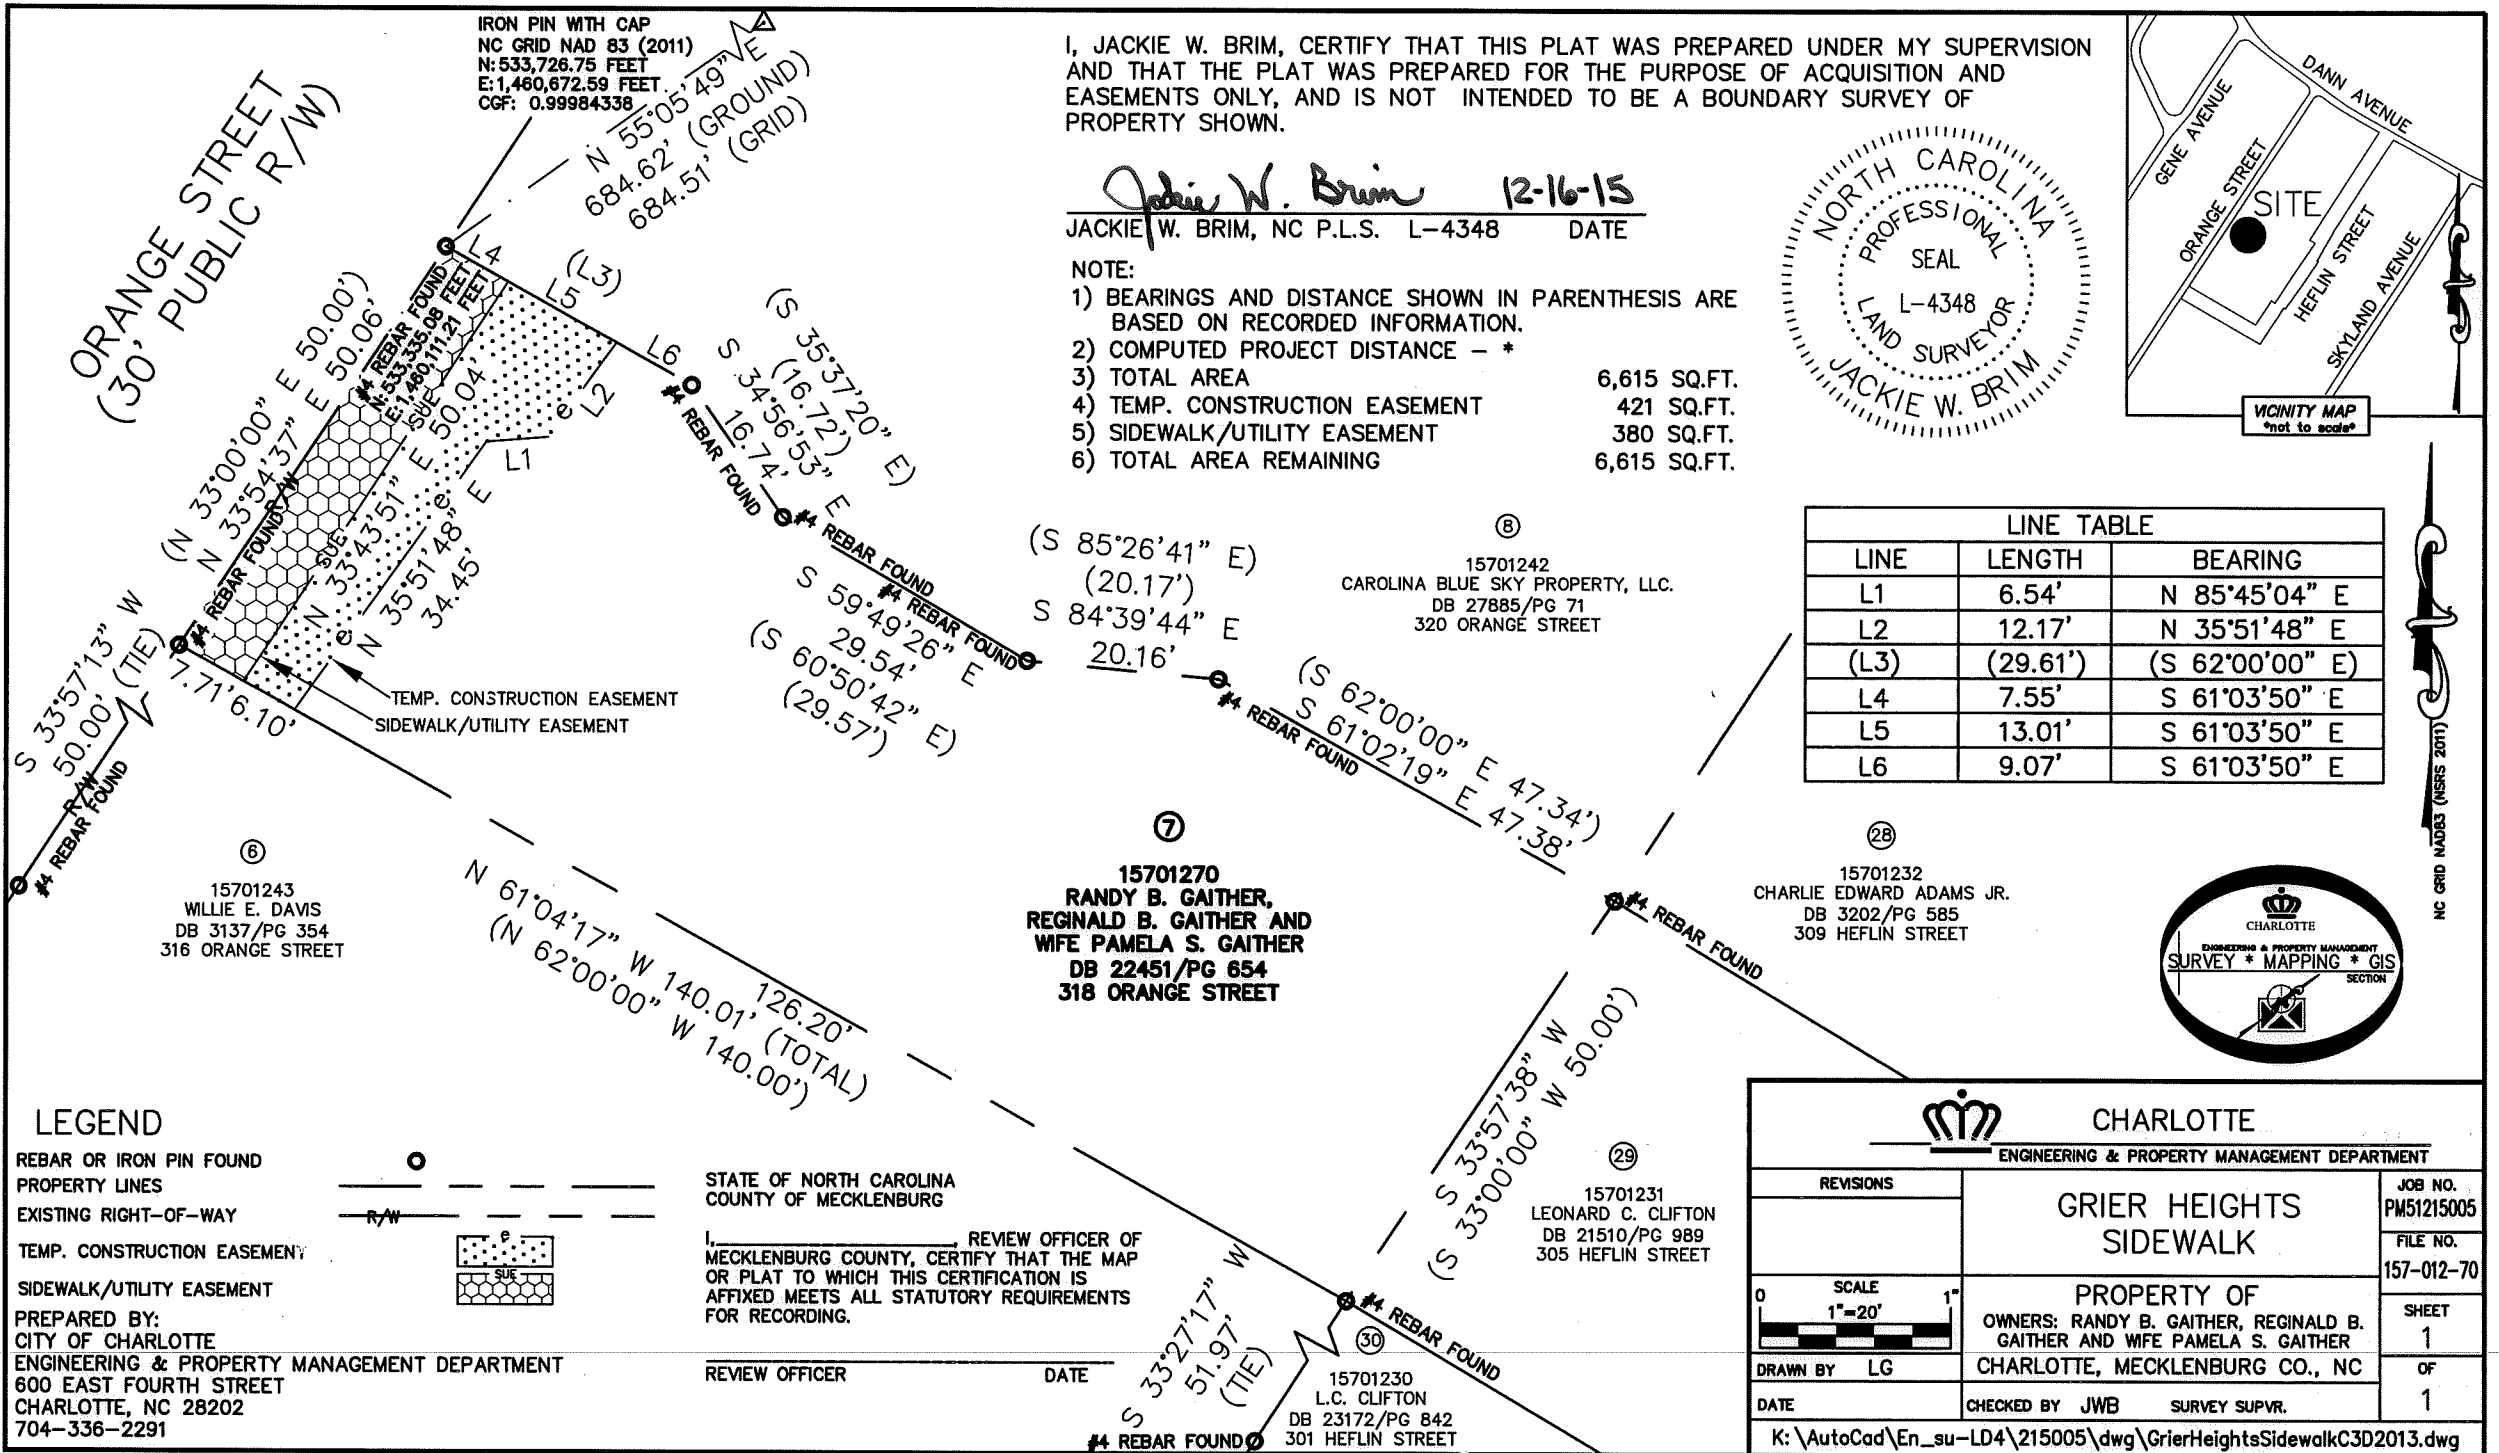 IRON PIN WITH CAP
NC GRID NAD 83 (2011)
N: 533,726.75 FEET
E: 1,460,672.59 FEET
CGF: 0.99984338
N 55°05'49" E
684.62' (GROUND)
684.51' (GRID)
ORANGE STREET
(30' PUBLIC R/W)
I, JACKIE W. BRIM, CERTIFY THAT THIS PLAT WAS PREPARED UNDER MY SUPERVISION
AND THAT THE PLAT WAS PREPARED FOR THE PURPOSE OF ACQUISITION AND
EASEMENTS ONLY, AND IS NOT INTENDED TO BE A BOUNDARY SURVEY OF
PROPERTY SHOWN.
Jackie W. Brim 12-16-15
JACKIE W. BRIM, NC P.L.S. L-4348 DATE
NOTE:
1) BEARINGS AND DISTANCE SHOWN IN PARENTHESIS ARE
BASED ON RECORDED INFORMATION.
2) COMPUTED PROJECT DISTANCE - *
3) TOTAL AREA 6,615 SQ.FT.
4) TEMP. CONSTRUCTION EASEMENT 421 SQ.FT.
5) SIDEWALK/UTILITY EASEMENT 380 SQ.FT.
6) TOTAL AREA REMAINING 6,615 SQ.FT.
NORTH CAROLINA
PROFESSIONAL
SEAL
L-4348
LAND SURVEYOR
JACKIE W. BRIM
DANN AVENUE
GENE AVENUE
ORANGE STREET
SITE
HEFLIN STREET
SKYLAND AVENUE
VICINITY MAP
*not to scale*
L4
(L3)
L5
L6
L2
L1
#4 REBAR FOUND
N: 533,335.08 FEET
E: 1,460,111.21 FEET
(N 33°00'00" E 50.00')
N 33°54'37" E 50.06'
R/W
#4 REBAR FOUND
SUE
SUE
N 33°43'51" E 50.04'
e
e
e
e
N 35°51'48" E
34.45'
#4 REBAR FOUND
(S 35°37'20" E)
(16.72')
S 34°56'53" E
16.74'
#4 REBAR FOUND
S 59°49'26" E
29.54'
(S 60°50'42" E)
(29.57')
#4 REBAR FOUND
(S 85°26'41" E)
(20.17')
S 84°39'44" E
20.16'
#4 REBAR FOUND
(S 62°00'00" E 47.34')
S 61°02'19" E 47.38'
#4 REBAR FOUND
S 33°57'13" W
50.00' (TIE)
R/W
#4 REBAR FOUND
7.71'
6.10'
TEMP. CONSTRUCTION EASEMENT
SIDEWALK/UTILITY EASEMENT
126.20'
N 61°04'17" W 140.01' (TOTAL)
(N 62°00'00" W 140.00')
8
15701242
CAROLINA BLUE SKY PROPERTY, LLC.
DB 27885/PG 71
320 ORANGE STREET
LINE TABLE
LINE LENGTH BEARING
L1 6.54' N 85°45'04" E
L2 12.17' N 35°51'48" E
(L3) (29.61') (S 62°00'00" E)
L4 7.55' S 61°03'50" E
L5 13.01' S 61°03'50" E
L6 9.07' S 61°03'50" E
NC GRID NAD83 (NSRS 2011)
6
15701243
WILLIE E. DAVIS
DB 3137/PG 354
316 ORANGE STREET
7
15701270
RANDY B. GAITHER,
REGINALD B. GAITHER AND
WIFE PAMELA S. GAITHER
DB 22451/PG 654
318 ORANGE STREET
28
15701232
CHARLIE EDWARD ADAMS JR.
DB 3202/PG 585
309 HEFLIN STREET
CHARLOTTE
ENGINEERING & PROPERTY MANAGEMENT
SURVEY * MAPPING * GIS
SECTION
S 33°57'38" W
(S 33°00'00" W 50.00')
29
15701231
LEONARD C. CLIFTON
DB 21510/PG 989
305 HEFLIN STREET
#4 REBAR FOUND
S 33°27'17" W
51.97'
(TIE)
#4 REBAR FOUND
30
15701230
L.C. CLIFTON
DB 23172/PG 842
301 HEFLIN STREET
LEGEND
REBAR OR IRON PIN FOUND
PROPERTY LINES
EXISTING RIGHT-OF-WAY R/W
TEMP. CONSTRUCTION EASEMENT e
SIDEWALK/UTILITY EASEMENT SUE
PREPARED BY:
CITY OF CHARLOTTE
ENGINEERING & PROPERTY MANAGEMENT DEPARTMENT
600 EAST FOURTH STREET
CHARLOTTE, NC 28202
704-336-2291
STATE OF NORTH CAROLINA
COUNTY OF MECKLENBURG
I,____________________, REVIEW OFFICER OF
MECKLENBURG COUNTY, CERTIFY THAT THE MAP
OR PLAT TO WHICH THIS CERTIFICATION IS
AFFIXED MEETS ALL STATUTORY REQUIREMENTS
FOR RECORDING.
REVIEW OFFICER DATE
CHARLOTTE
ENGINEERING & PROPERTY MANAGEMENT DEPARTMENT
REVISIONS
GRIER HEIGHTS
SIDEWALK
JOB NO.
PM51215005
FILE NO.
157-012-70
SCALE
0 1"=20' 1"
PROPERTY OF
OWNERS: RANDY B. GAITHER, REGINALD B.
GAITHER AND WIFE PAMELA S. GAITHER
SHEET
1
OF
1
DRAWN BY LG
CHARLOTTE, MECKLENBURG CO., NC
DATE
CHECKED BY JWB SURVEY SUPVR.
K:\AutoCad\En_su-LD4\215005\dwg\GrierHeightsSidewalkC3D2013.dwg